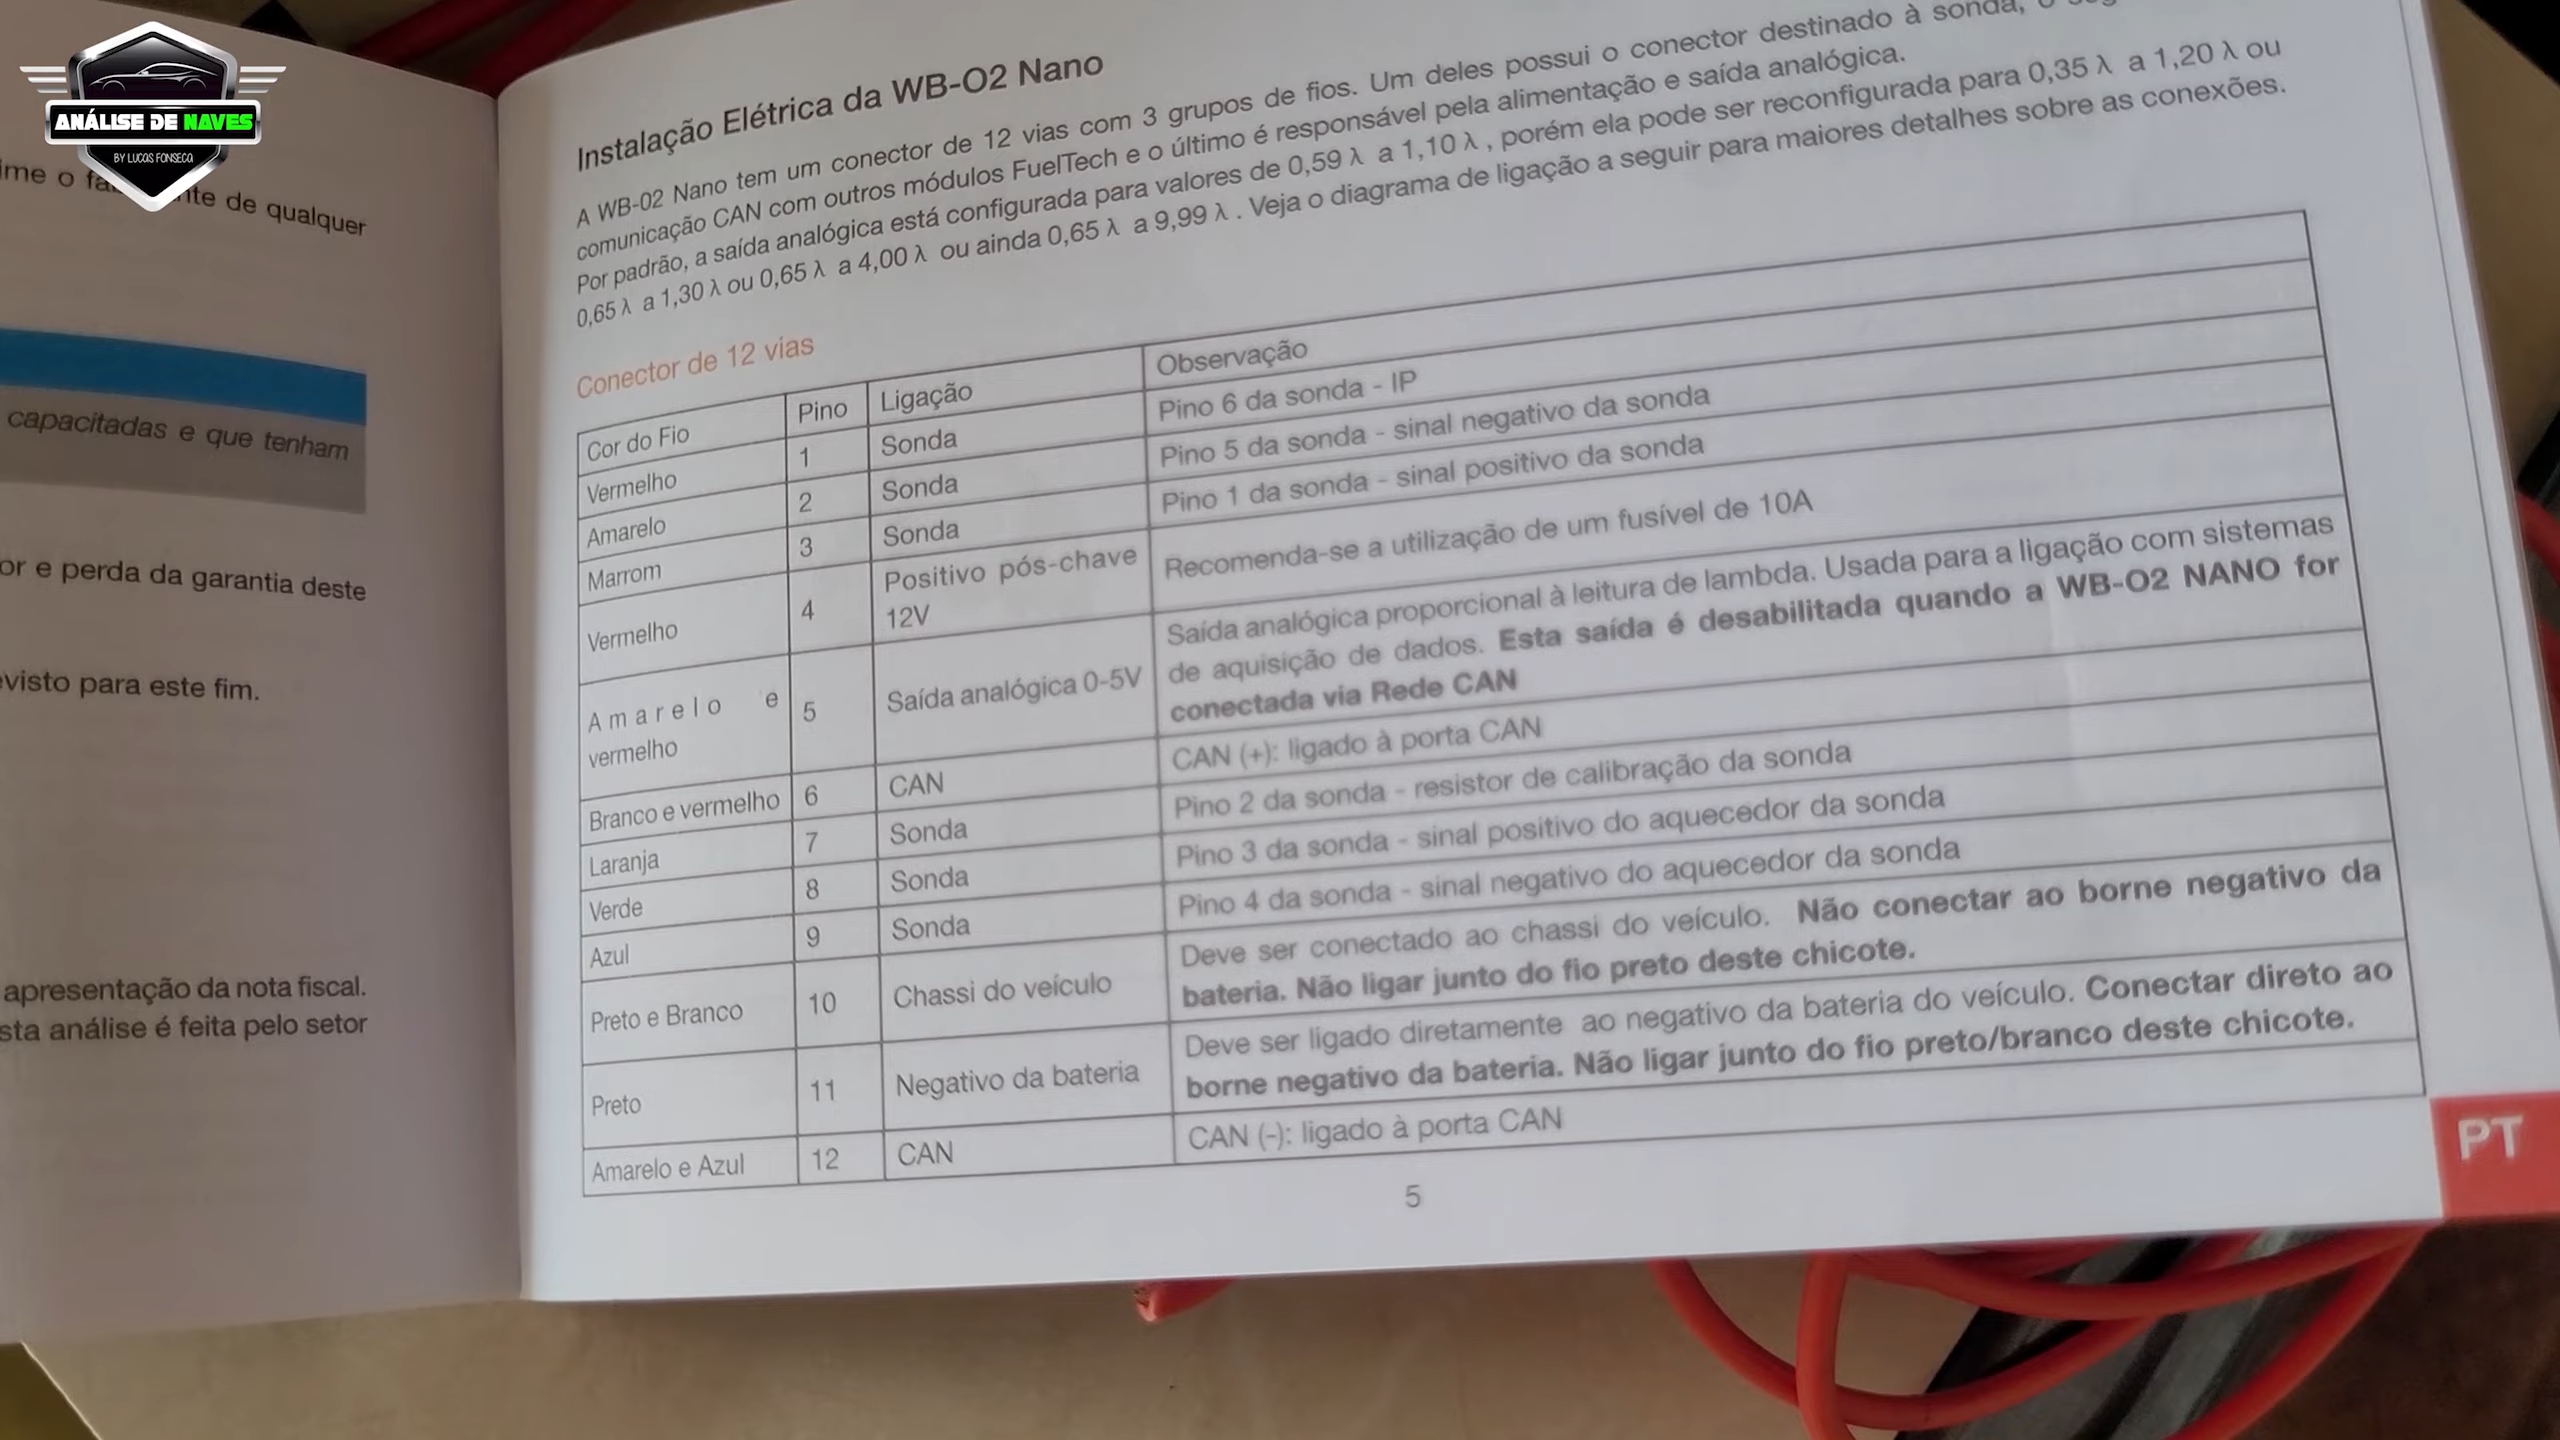 ANÁLISE DE NAVES
BY LUCAS FONSECA
ime o
nte de qualquer
capacitadas e que tenham
or e perda da garantia deste
visto para este fim.
apresentação da nota fiscal.
sta análise é feita pelo setor
Instalação Elétrica da WB-O2 Nano
A WB-02 Nano tem um conector de 12 vias com 3 grupos de fios. Um deles possui o conector destinado à sonda, o
comunicação CAN com outros módulos FuelTech e o último é responsável pela alimentação e saída analógica.
Por padrão, a saída analógica está configurada para valores de 0,59 λ a 1,10 λ , porém ela pode ser reconfigurada para 0,35 λ a 1,20 λ ou
0,65 λ a 1,30 λ ou 0,65 λ a 4,00 λ ou ainda 0,65 λ a 9,99 λ . Veja o diagrama de ligação a seguir para maiores detalhes sobre as conexões.
Conector de 12 vias
Cor do Fio Pino Ligação Observação
Vermelho 1 Sonda Pino 6 da sonda - IP
Amarelo 2 Sonda Pino 5 da sonda - sinal negativo da sonda
Marrom 3 Sonda Pino 1 da sonda - sinal positivo da sonda
Vermelho 4 Positivo pós-chave
12V
Recomenda-se a utilização de um fusível de 10A
Amarelo e
vermelho
5 Saída analógica 0-5V
Saída analógica proporcional à leitura de lambda. Usada para a ligação com sistemas
de aquisição de dados. Esta saída é desabilitada quando a WB-O2 NANO for
conectada via Rede CAN
Branco e vermelho 6 CAN CAN (+): ligado à porta CAN
Laranja 7 Sonda Pino 2 da sonda - resistor de calibração da sonda
Verde 8 Sonda Pino 3 da sonda - sinal positivo do aquecedor da sonda
Azul 9 Sonda Pino 4 da sonda - sinal negativo do aquecedor da sonda
Preto e Branco 10 Chassi do veículo
Deve ser conectado ao chassi do veículo. Não conectar ao borne negativo da
bateria. Não ligar junto do fio preto deste chicote.
Preto 11 Negativo da bateria
Deve ser ligado diretamente ao negativo da bateria do veículo. Conectar direto ao
borne negativo da bateria. Não ligar junto do fio preto/branco deste chicote.
Amarelo e Azul 12 CAN CAN (-): ligado à porta CAN
5
PT